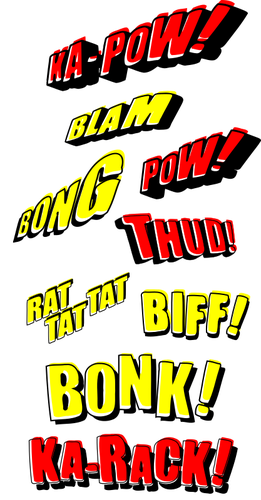 KA-POW!
BLAM
BONG
POW!
THUD!
RAT
TAT TAT
BIFF!
BONK!
KA-RACK!